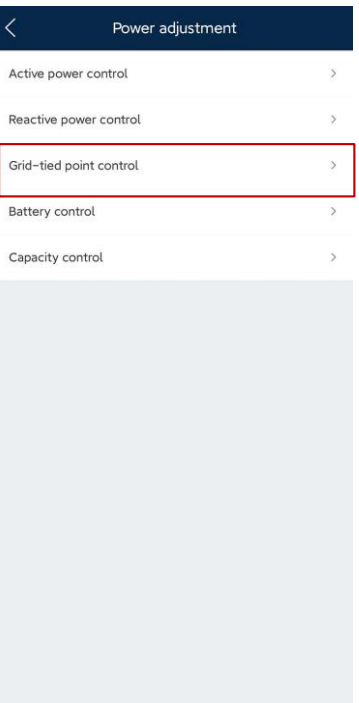 Power adjustment
Active power control
Reactive power control
Grid-tied point control
Battery control
Capacity control